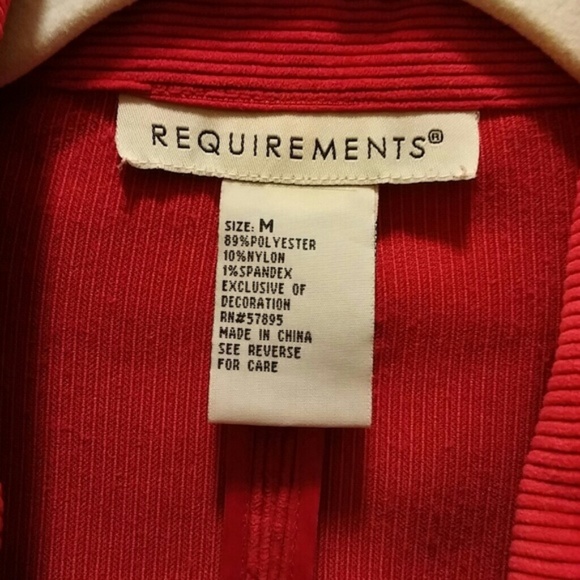 REQUIREMENTS®
SIZE: M
89%POLYESTER
10%NYLON
1%SPANDEX
EXCLUSIVE OF
DECORATION
RN#57895
MADE IN CHINA
SEE REVERSE
FOR CARE